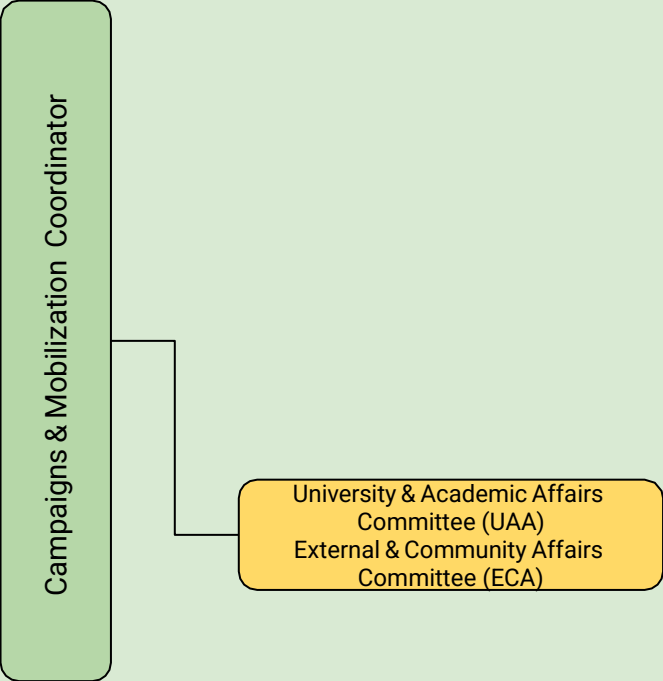 Campaigns & Mobilization Coordinator
University & Academic Affairs
Committee (UAA)
External & Community Affairs
Committee (ECA)